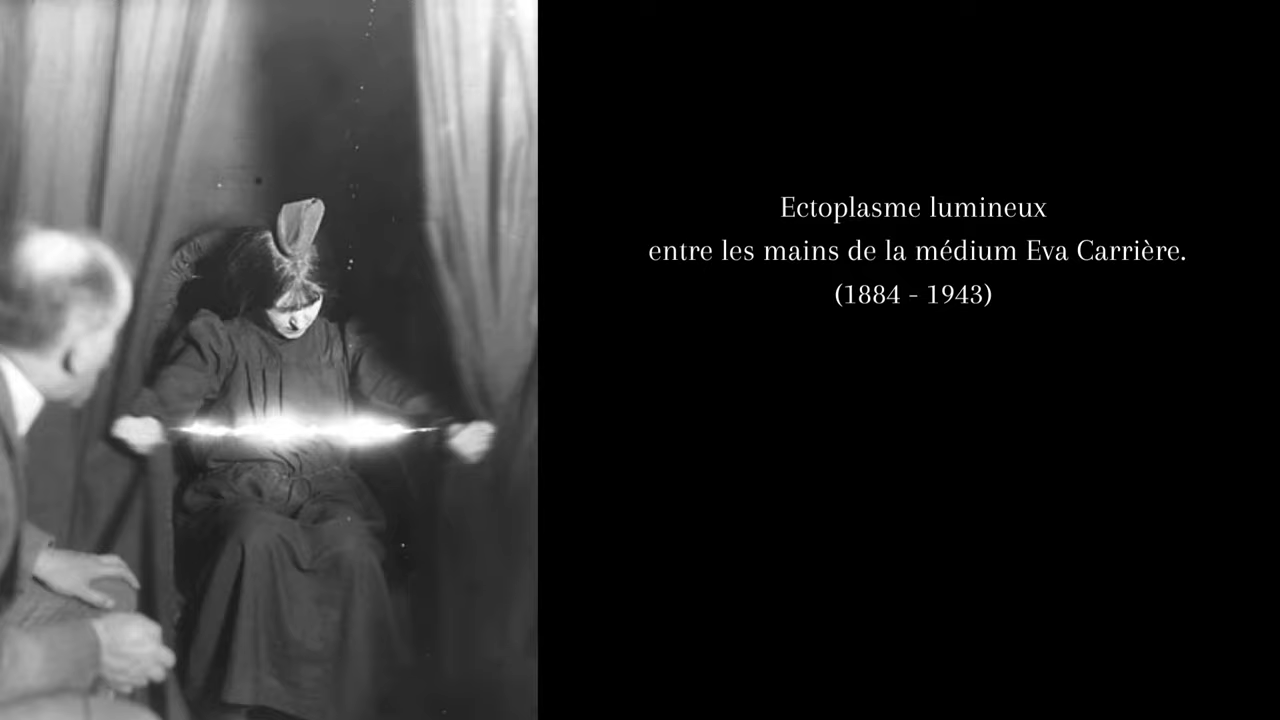 Ectoplasme lumineux
entre les mains de la médium Eva Carrière.
(1884 - 1943)